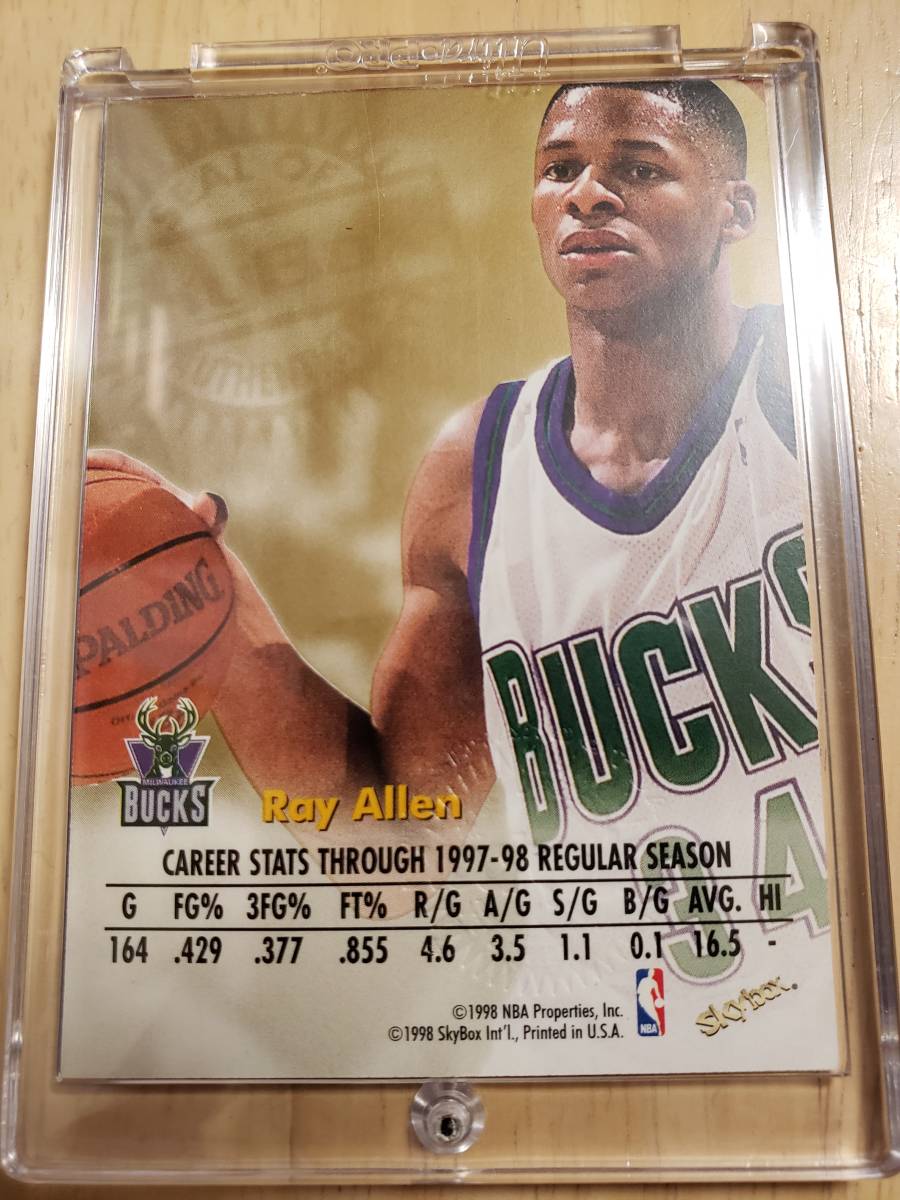 Ultra·PRO®
SPALDING
BUCKS
34
MILWAUKEE
BUCKS
Ray Allen
CAREER STATS THROUGH 1997-98 REGULAR SEASON
G FG% 3FG% FT% R/G A/G S/G B/G AVG. HI
164 .429 .377 .855 4.6 3.5 1.1 0.1 16.5 -
©1998 NBA Properties, Inc.
©1998 SkyBox Int'l., Printed in U.S.A.
NBA
SkyBox®